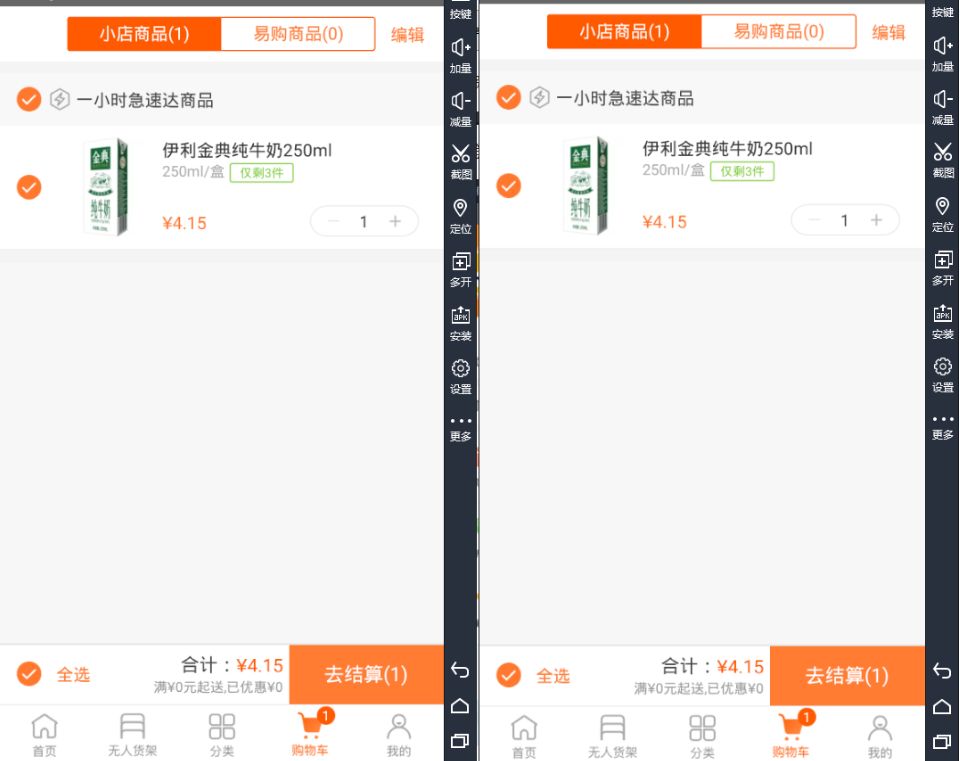 小店商品(1) 易购商品(0) 编辑
一小时急速达商品
金典
纯牛奶
伊利金典纯牛奶250ml
250ml/盒 仅剩3件
¥4.15
1
全选
合计：¥4.15
满¥0元起送,已优惠¥0
去结算(1)
首页 无人货架 分类 1 购物车 我的
按键
加量
减量
截图
定位
多开
APK
安装
设置
更多
小店商品(1) 易购商品(0) 编辑
一小时急速达商品
金典
纯牛奶
伊利金典纯牛奶250ml
250ml/盒 仅剩3件
¥4.15
1
全选
合计：¥4.15
满¥0元起送,已优惠¥0
去结算(1)
首页 无人货架 分类 1 购物车 我的
按键
加量
减量
截图
定位
多开
APK
安装
设置
更多